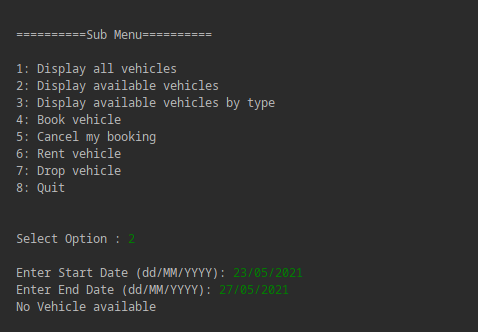 ==========Sub Menu==========
1: Display all vehicles
2: Display available vehicles
3: Display available vehicles by type
4: Book vehicle
5: Cancel my booking
6: Rent vehicle
7: Drop vehicle
8: Quit
Select Option : 2
Enter Start Date (dd/MM/YYYY): 23/05/2021
Enter End Date (dd/MM/YYYY): 27/05/2021
No Vehicle available